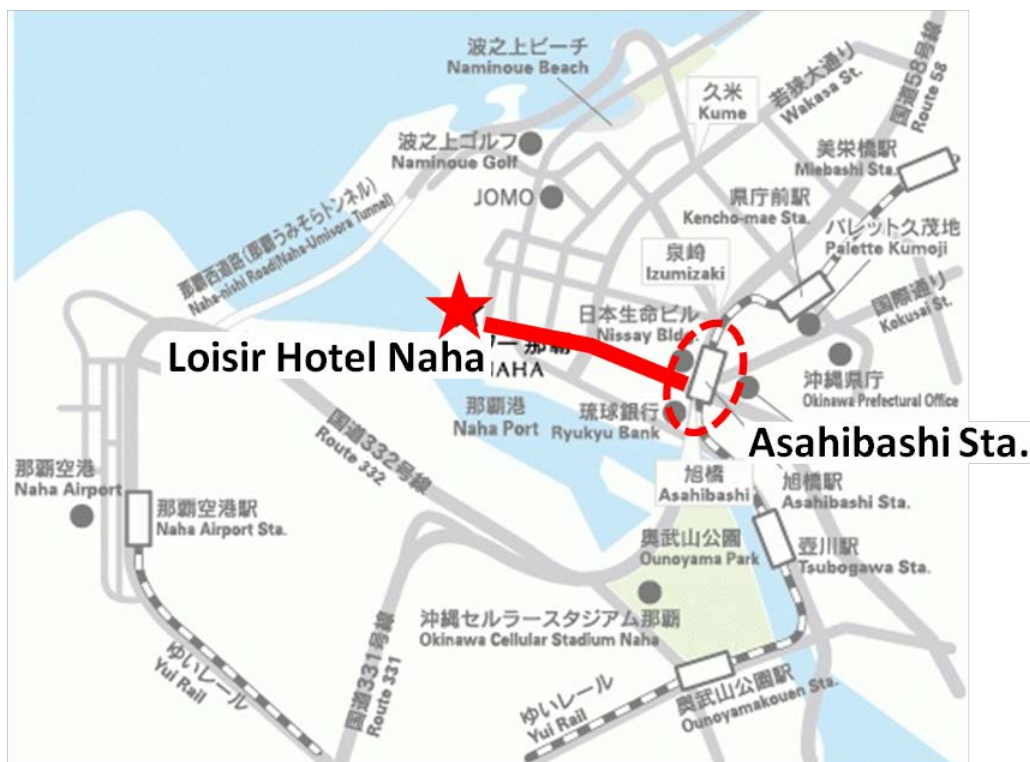 波之上ビーチ
Naminoue Beach
久米
Kume
若狭大通り
Wakasa St.
国道58号線
Route 58
波之上ゴルフ
Naminoue Golf
美栄橋駅
Miebashi Sta.
JOMO
県庁前駅
Kencho-mae Sta.
パレット久茂地
Palette Kumoji
那覇西道路(那覇うみそらトンネル)
Naha-nishi Road(Naha-Umisora Tunnel)
泉崎
Izumizaki
国際通り
Kokusai St.
日本生命ビル
Nissay Bldg.
Loisir Hotel Naha
ー 那覇
NAHA
沖縄県庁
Okinawa Prefectural Office
那覇港
Naha Port
琉球銀行
Ryukyu Bank
Asahibashi Sta.
国道332号線
Route 332
旭橋
Asahibashi
旭橋駅
Asahibashi Sta.
那覇空港
Naha Airport
那覇空港駅
Naha Airport Sta.
奥武山公園
Ounoyama Park
壺川駅
Tsubogawa Sta.
沖縄セルラースタジアム那覇
Okinawa Cellular Stadium Naha
国道331号線
Route 331
ゆいレール
Yui Rail
ゆいレール
Yui Rail
奥武山公園駅
Ounoyamakouen Sta.